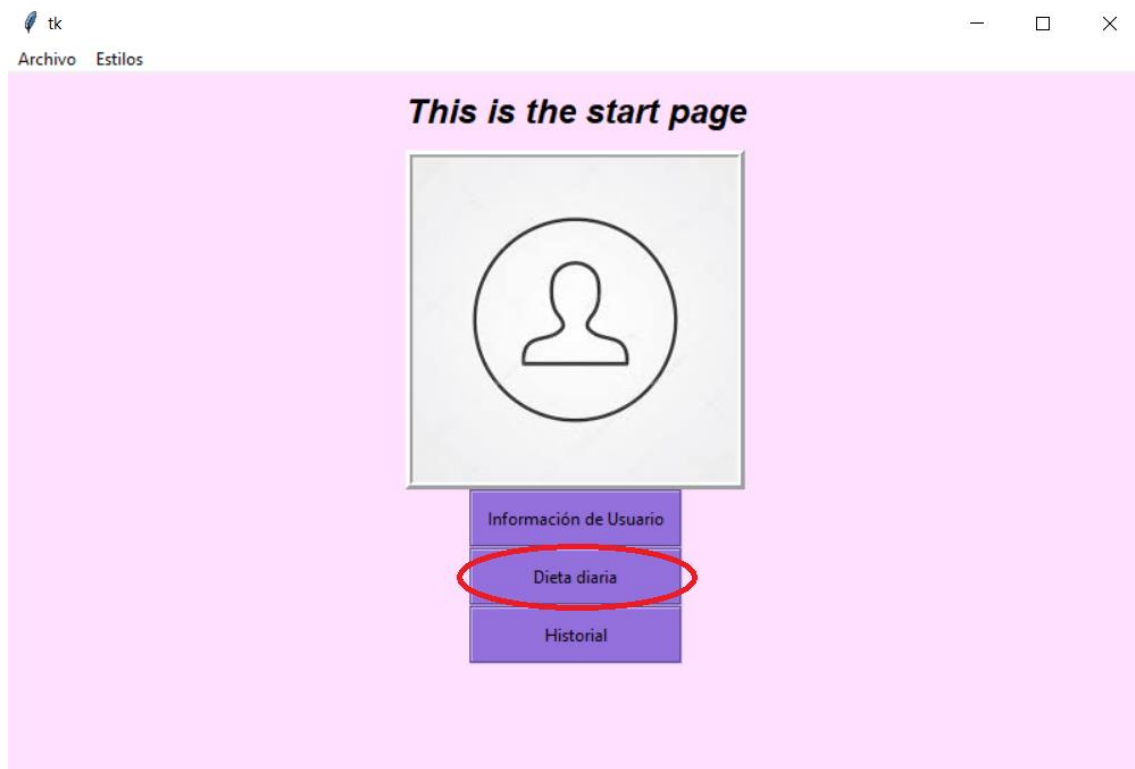 tk
Archivo Estilos
This is the start page
Información de Usuario
Dieta diaria
Historial